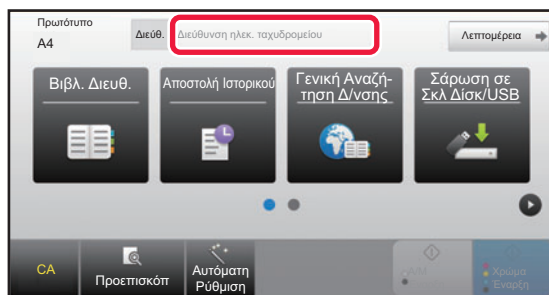 Πρωτότυπο
A4
Διεύθ.
Διεύθυνση ηλεκ. ταχυδρομείου
Λεπτομέρεια
Βιβλ. Διευθ.
Αποστολή Ιστορικού
Γενική Αναζή-
τηση Δ/νσης
Σάρωση σε
Σκλ Δίσκ/USB
CA
Προεπισκόπ
Αυτόματη
Ρύθμιση
Α/Μ
Χρώμα
Έναρξη